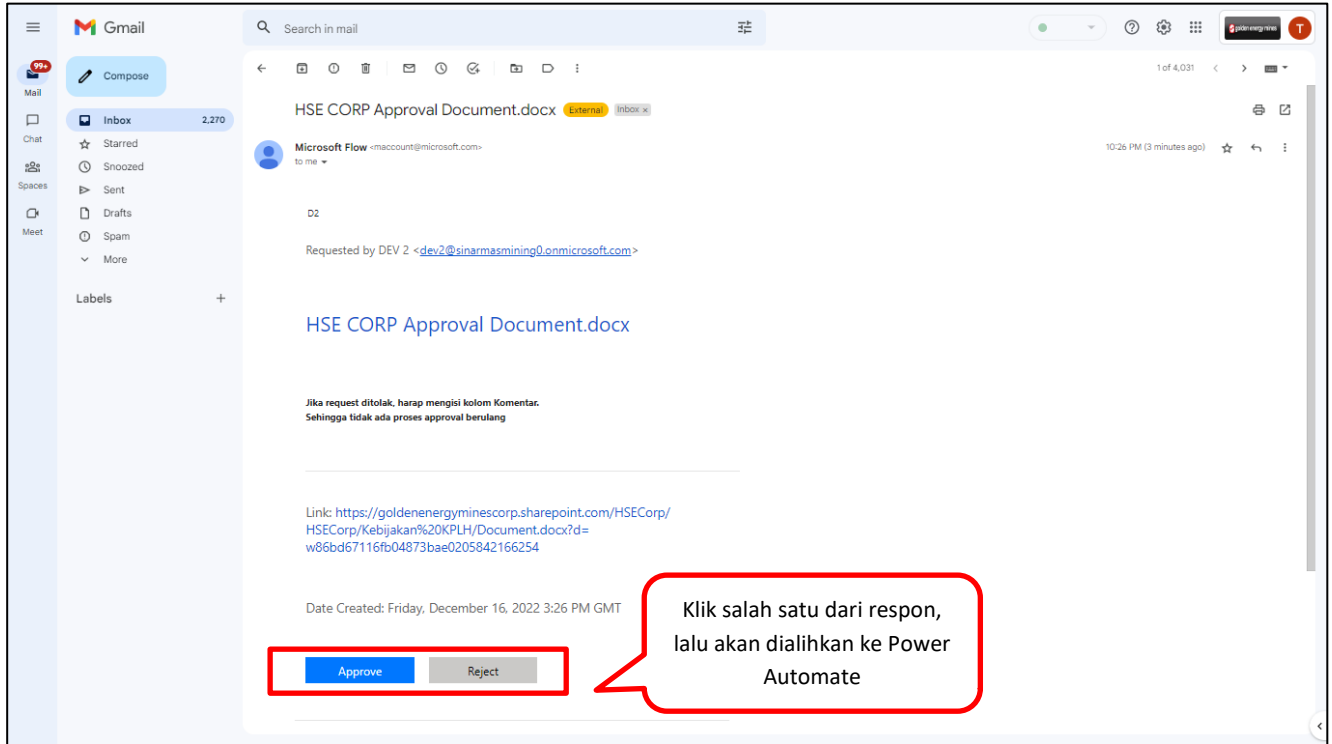 Gmail
Search in mail
golden energy mines
T
99+
Mail
Chat
Spaces
Meet
Compose
Inbox 2,270
Starred
Snoozed
Sent
Drafts
Spam
More
Labels +
1 of 4,031
HSE CORP Approval Document.docx External Inbox x
Microsoft Flow <maccount@microsoft.com>
to me
10:26 PM (3 minutes ago)
D2
Requested by DEV 2 <dev2@sinarmasmining0.onmicrosoft.com>
HSE CORP Approval Document.docx
Jika request ditolak, harap mengisi kolom Komentar.
Sehingga tidak ada proses approval berulang
Link: https://goldenenergyminescorp.sharepoint.com/HSECorp/
HSECorp/Kebijakan%20KPLH/Document.docx?d=
w86bd67116fb04873bae0205842166254
Date Created: Friday, December 16, 2022 3:26 PM GMT
Approve Reject
Klik salah satu dari respon,
lalu akan dialihkan ke Power
Automate